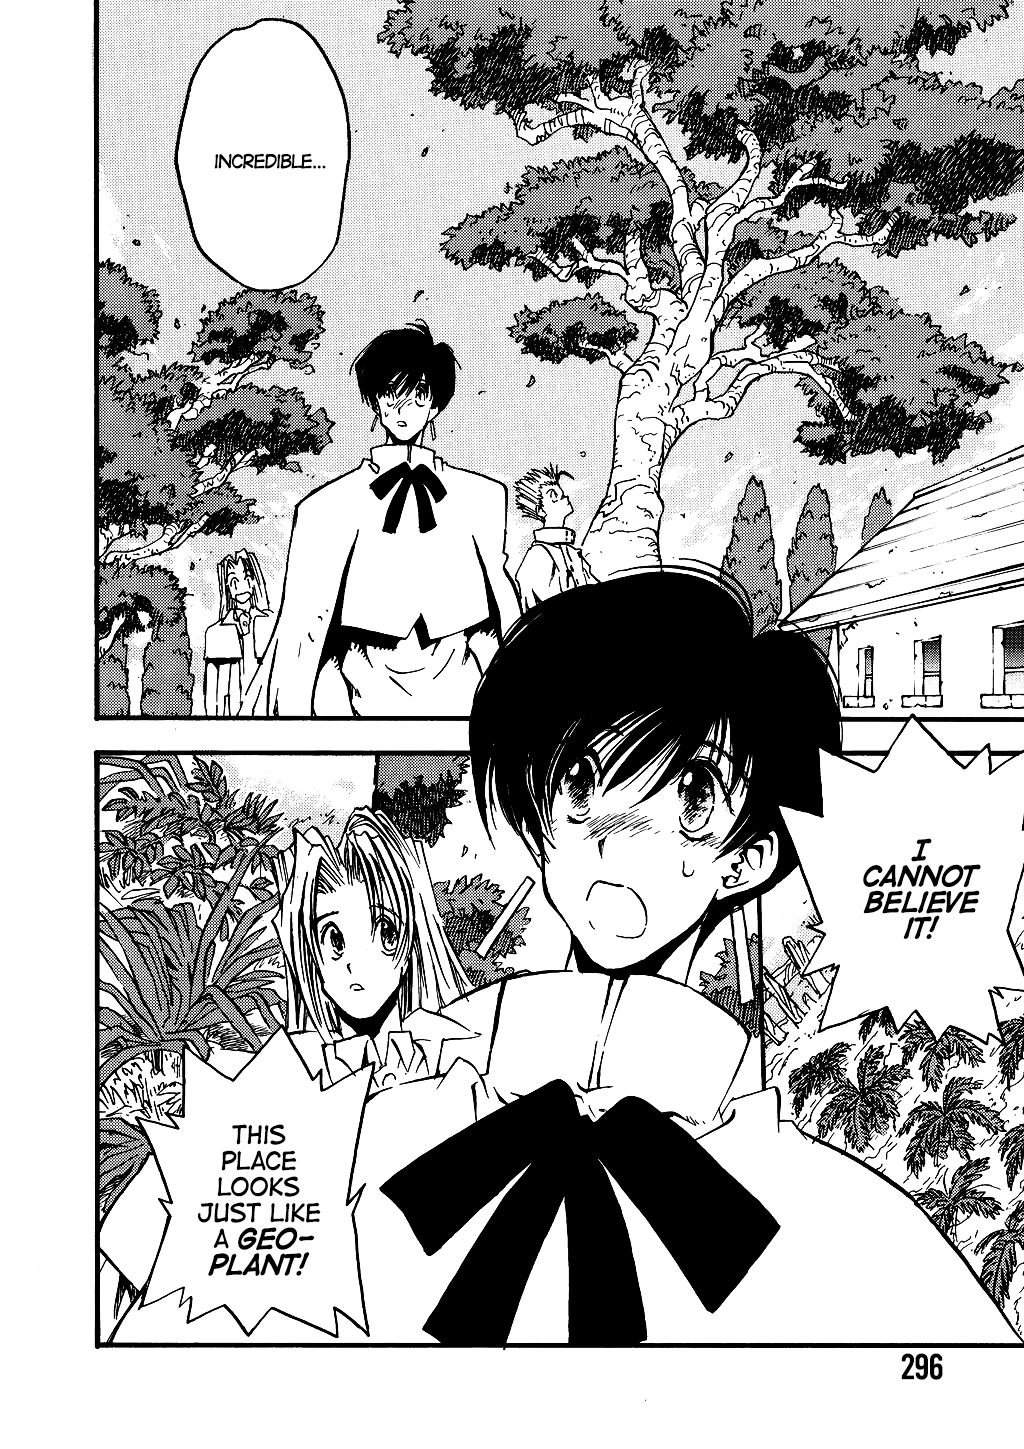 INCREDIBLE...
I
CANNOT
BELIEVE
IT!
THIS
PLACE
LOOKS
JUST LIKE
A GEO-
PLANT!
296